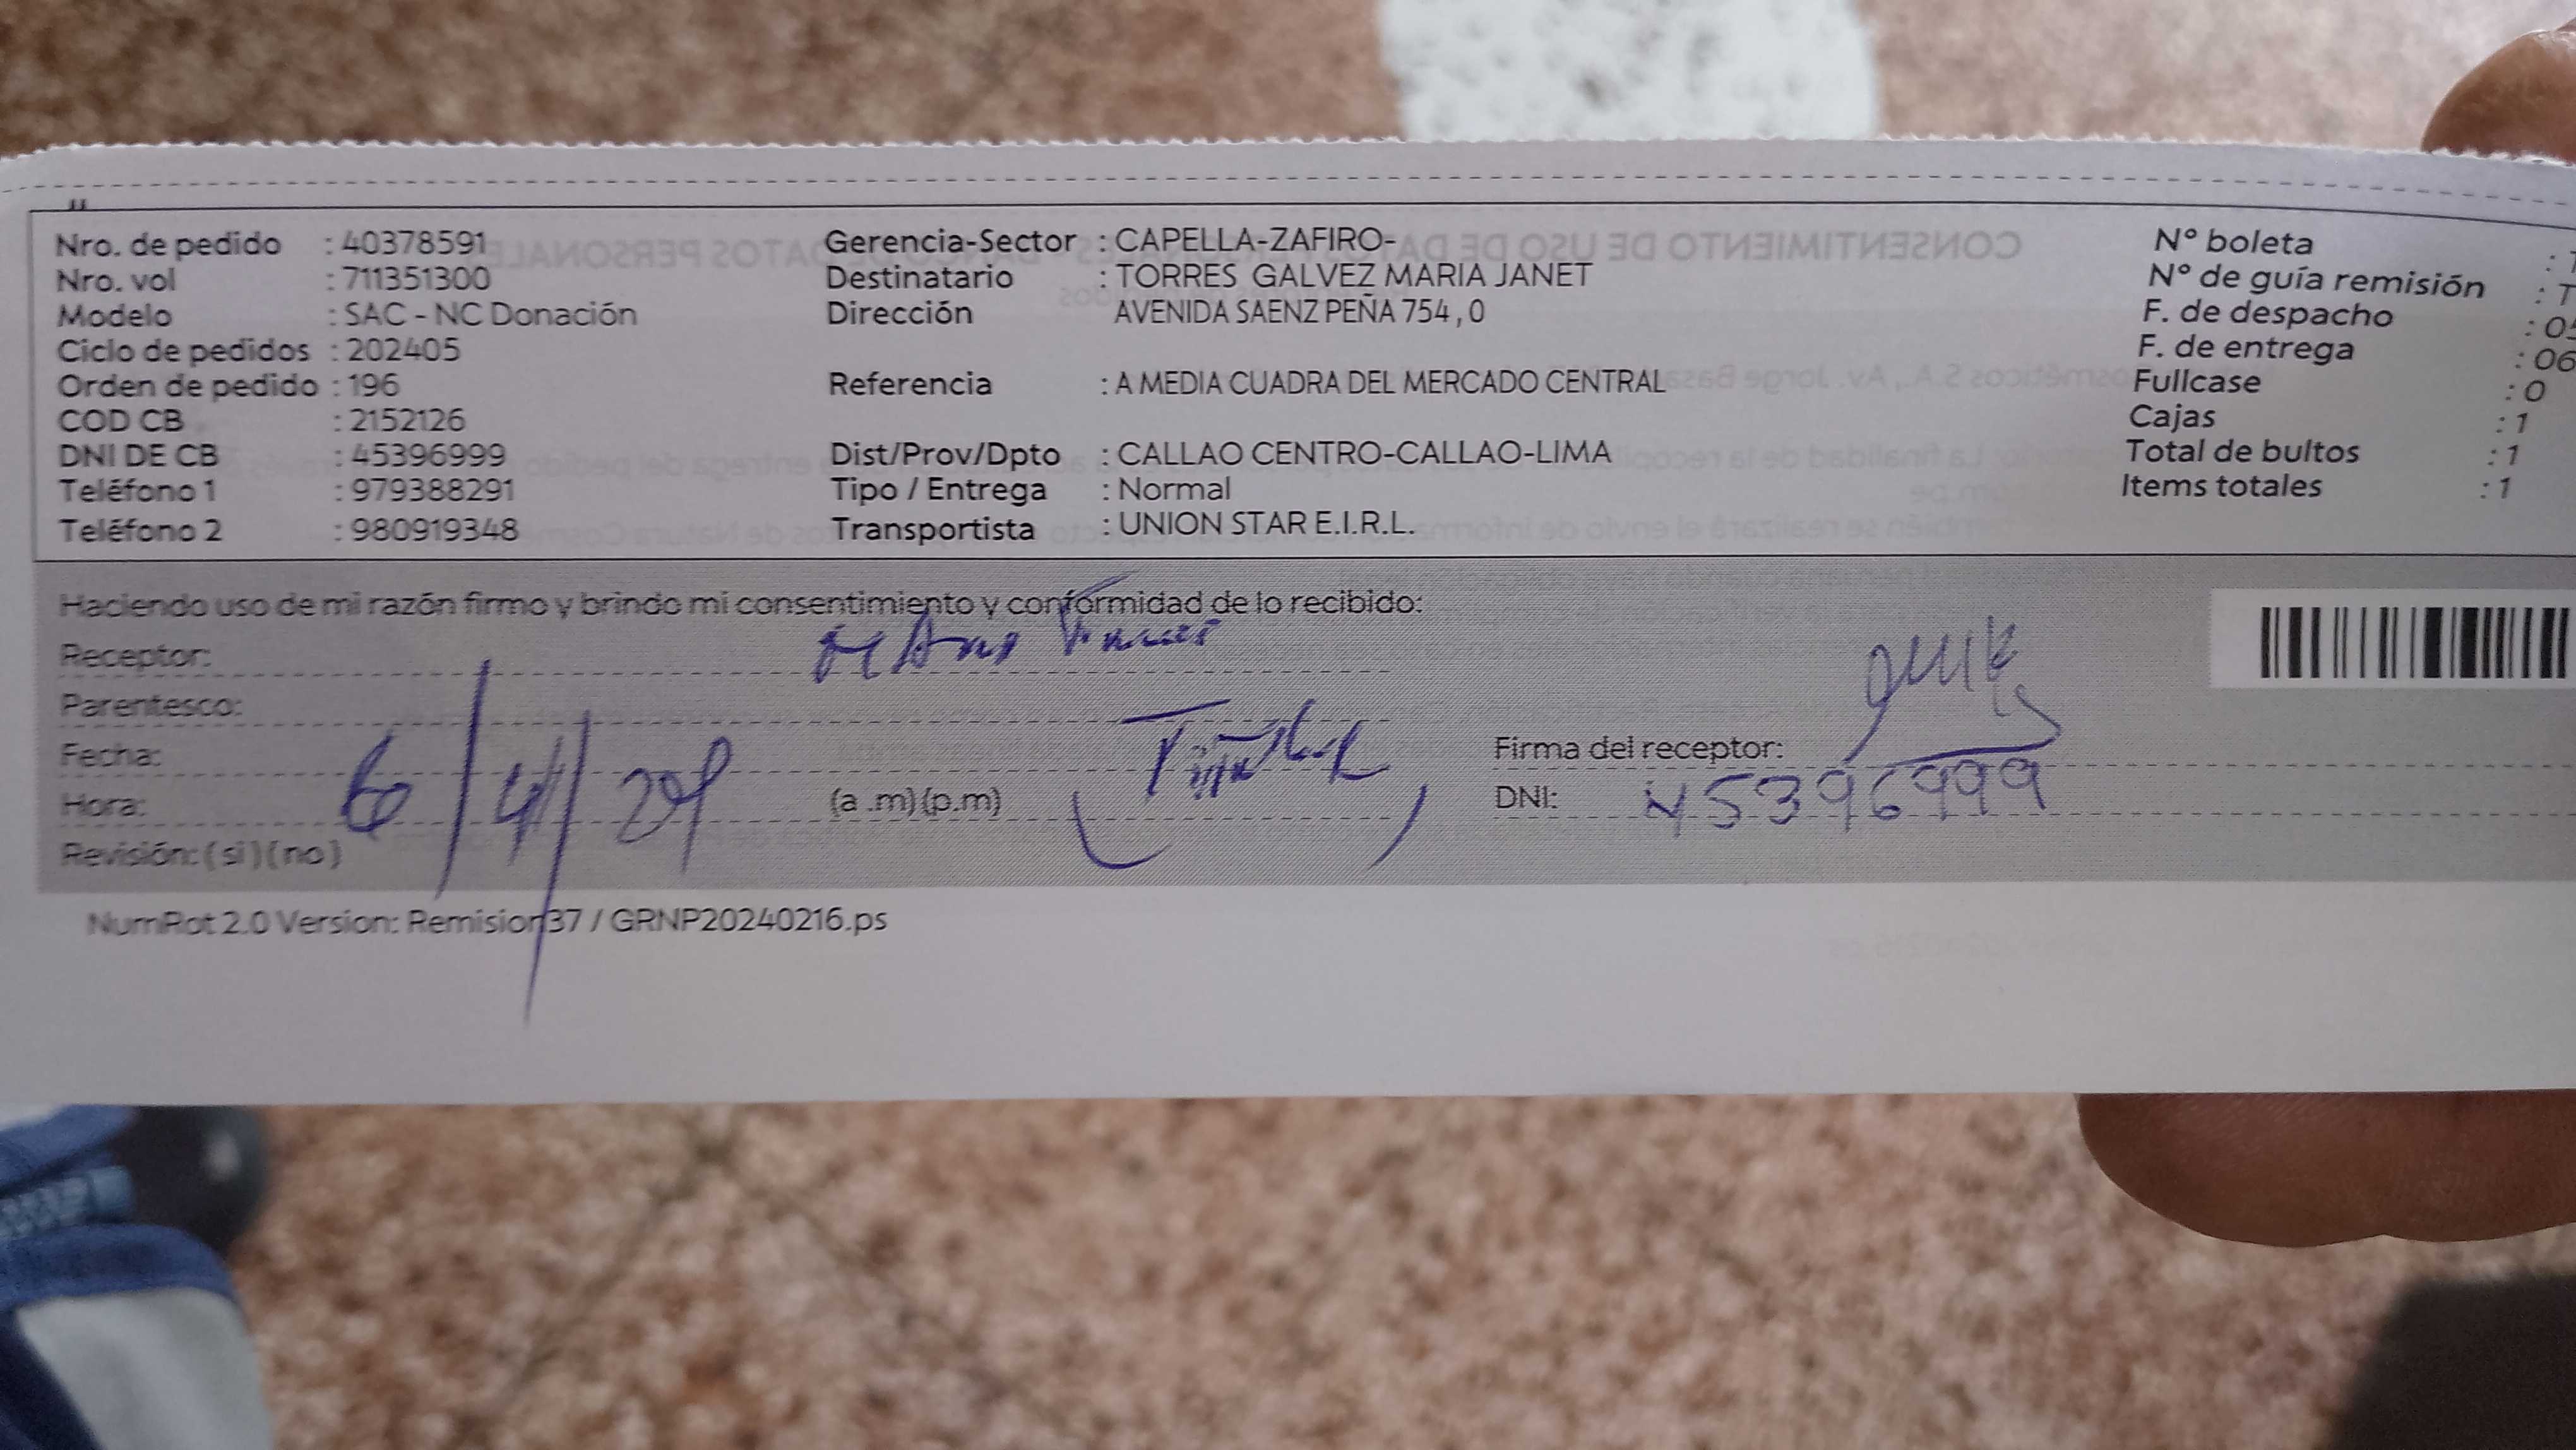 Nro. de pedido : 40378591
Nro. vol : 711351300
Modelo : SAC - NC Donación
Ciclo de pedidos : 202405
Orden de pedido : 196
COD CB : 2152126
DNI DE CB : 45396999
Teléfono 1 : 979388291
Teléfono 2 : 980919348
Gerencia-Sector : CAPELLA-ZAFIRO-
Destinatario : TORRES GALVEZ MARIA JANET
Dirección AVENIDA SAENZ PEÑA 754 , 0
Referencia : A MEDIA CUADRA DEL MERCADO CENTRAL
Dist/Prov/Dpto : CALLAO CENTRO-CALLAO-LIMA
Tipo / Entrega : Normal
Transportista : UNION STAR E.I.R.L.
N° boleta : T
N° de guía remisión : T
F. de despacho : 05
F. de entrega : 06
Fullcase : 0
Cajas : 1
Total de bultos : 1
Items totales : 1
Haciendo uso de mi razón firmo y brindo mi consentimiento y conformidad de lo recibido:
Receptor:
Parentesco:
Fecha: 6/4/24
Hora: (a .m) (p.m)
Revisión: ( si ) ( no )
Firma del receptor:
DNI: 45396999
NumRot 2.0 Version: Remision37 / GRNP20240216.ps